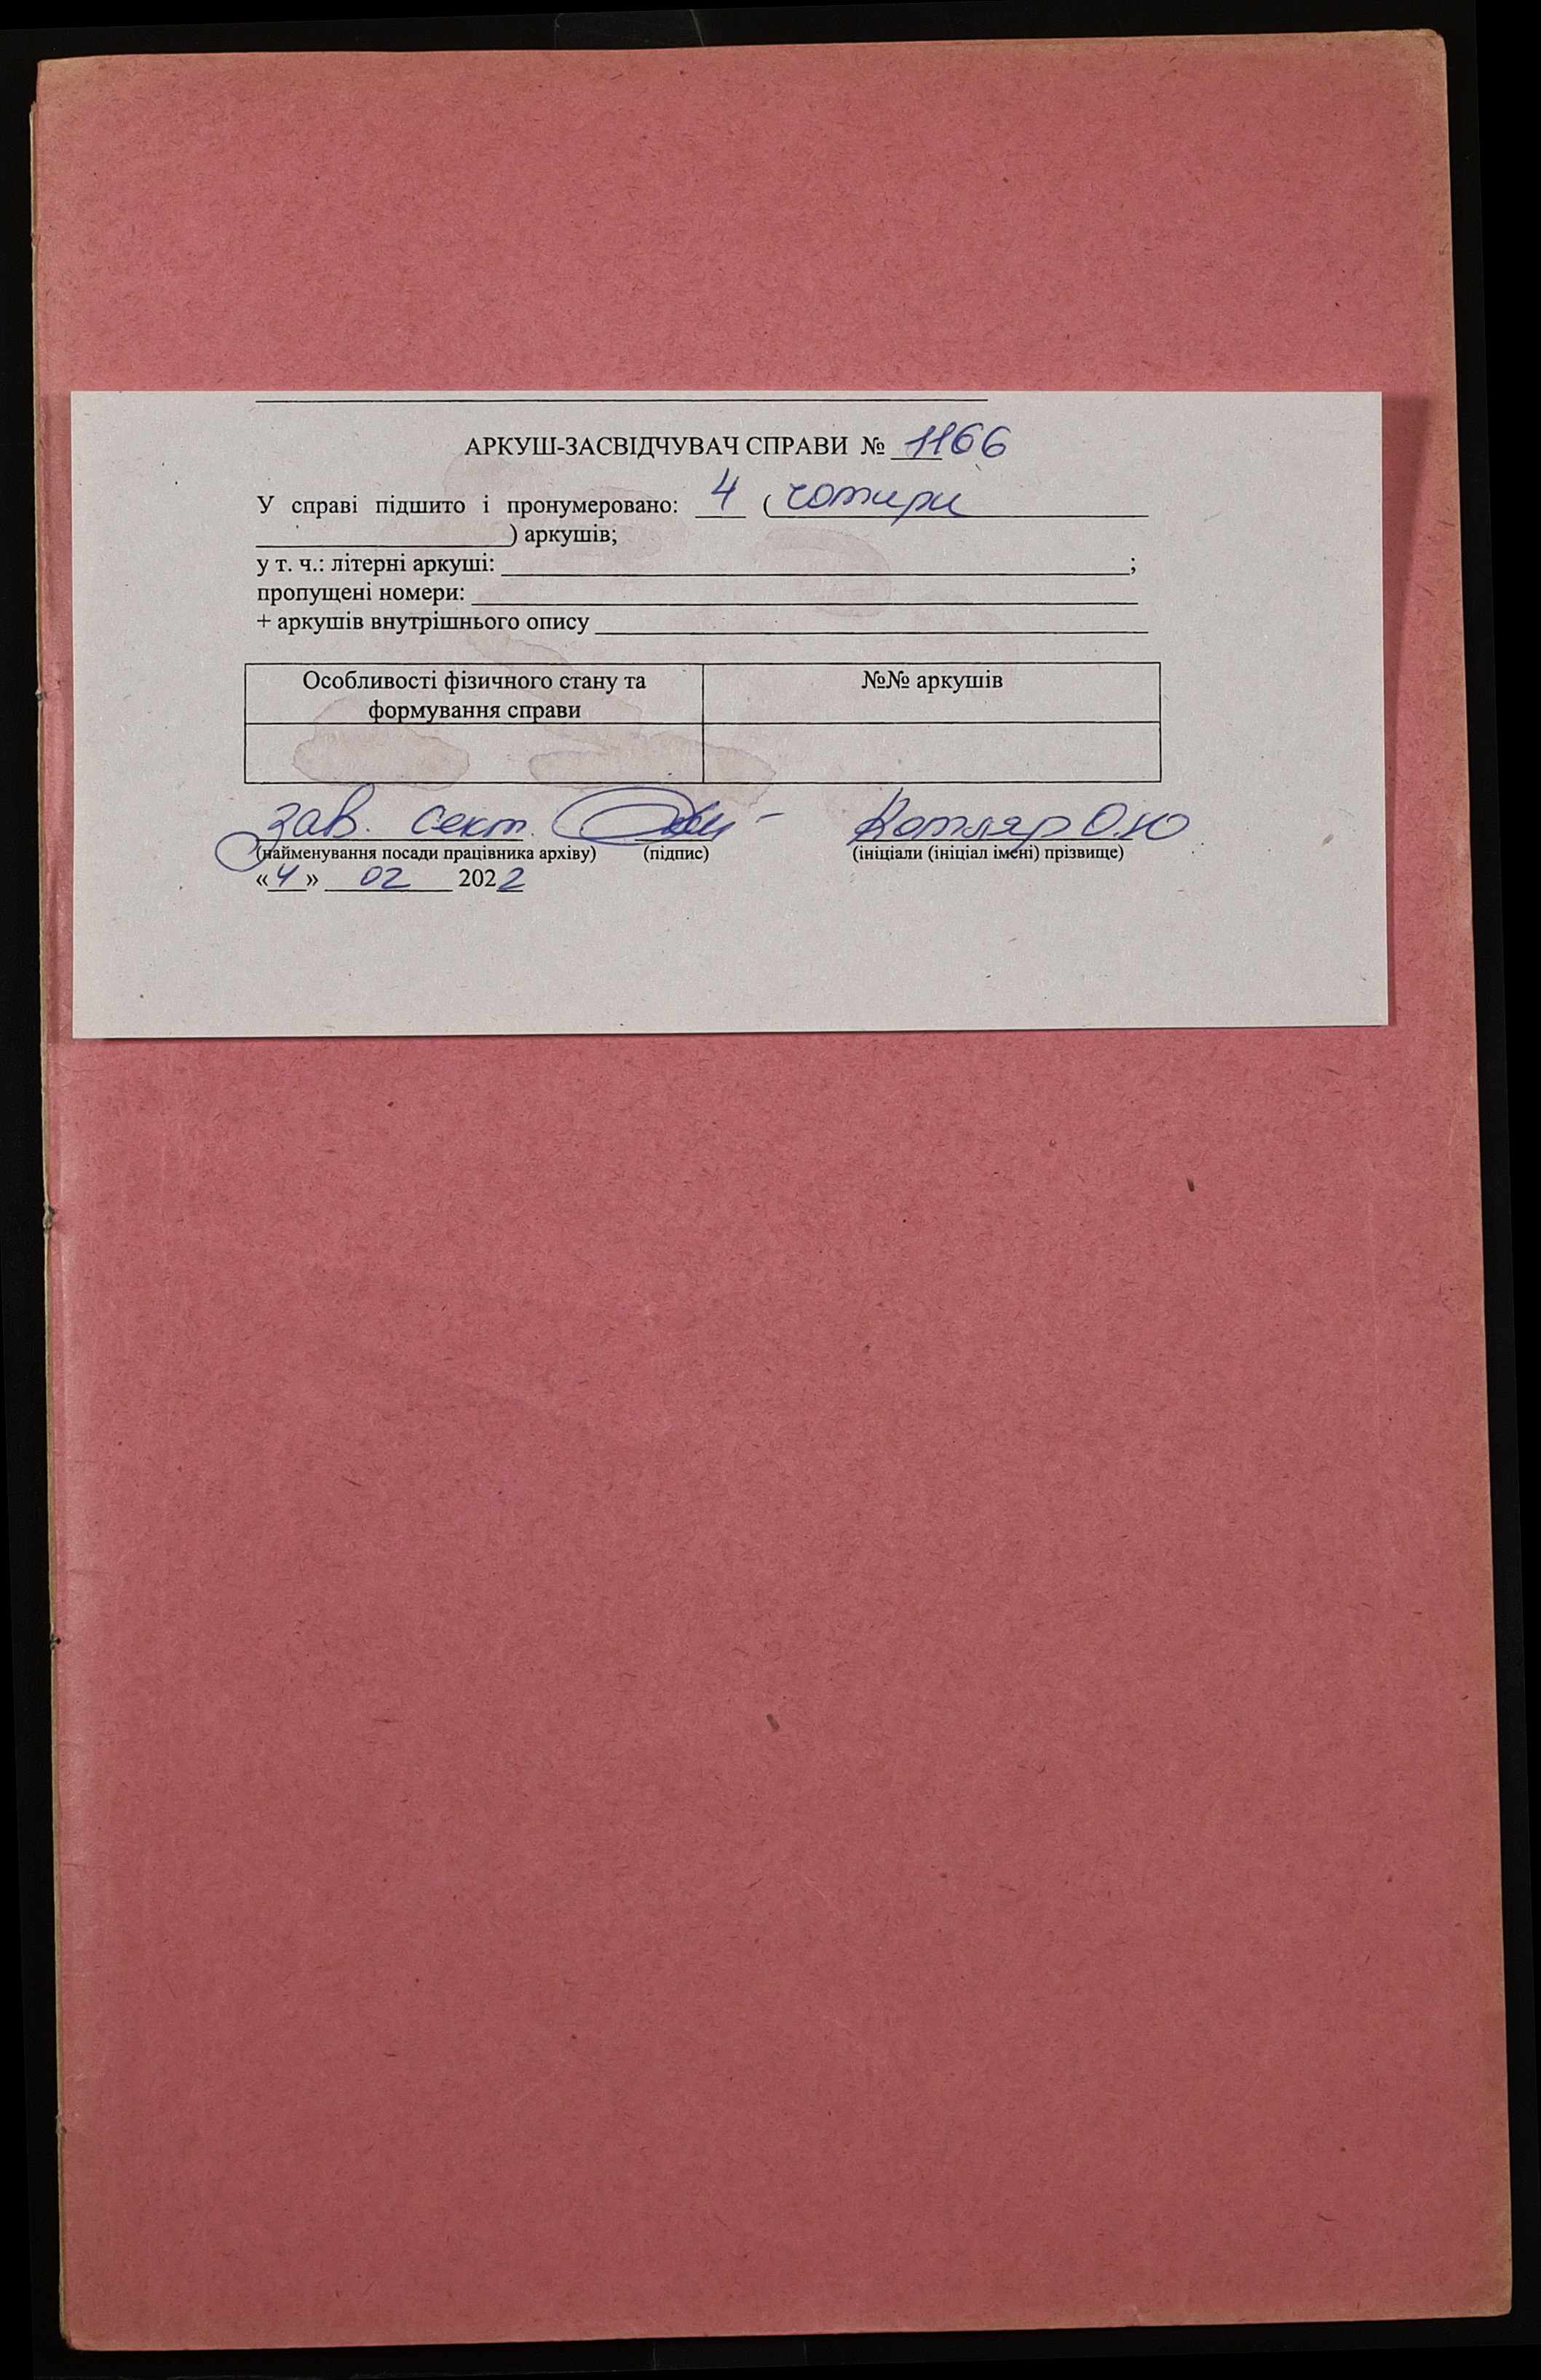 АРКУШ-ЗАСВІДЧУВАЧ СПРАВИ № 1166
У справі підшито і пронумеровано: 4 (чотири
) аркушів;
у т. ч.: літерні аркуші: ;
пропущені номери:
+ аркушів внутрішнього опису
Особливості фізичного стану та №№ аркушів
формування справи
зав. сект. Котляр О.Ю
(найменування посади працівника архіву) (підпис) (ініціали (ініціал імені) прізвище)
«4» 02 2022